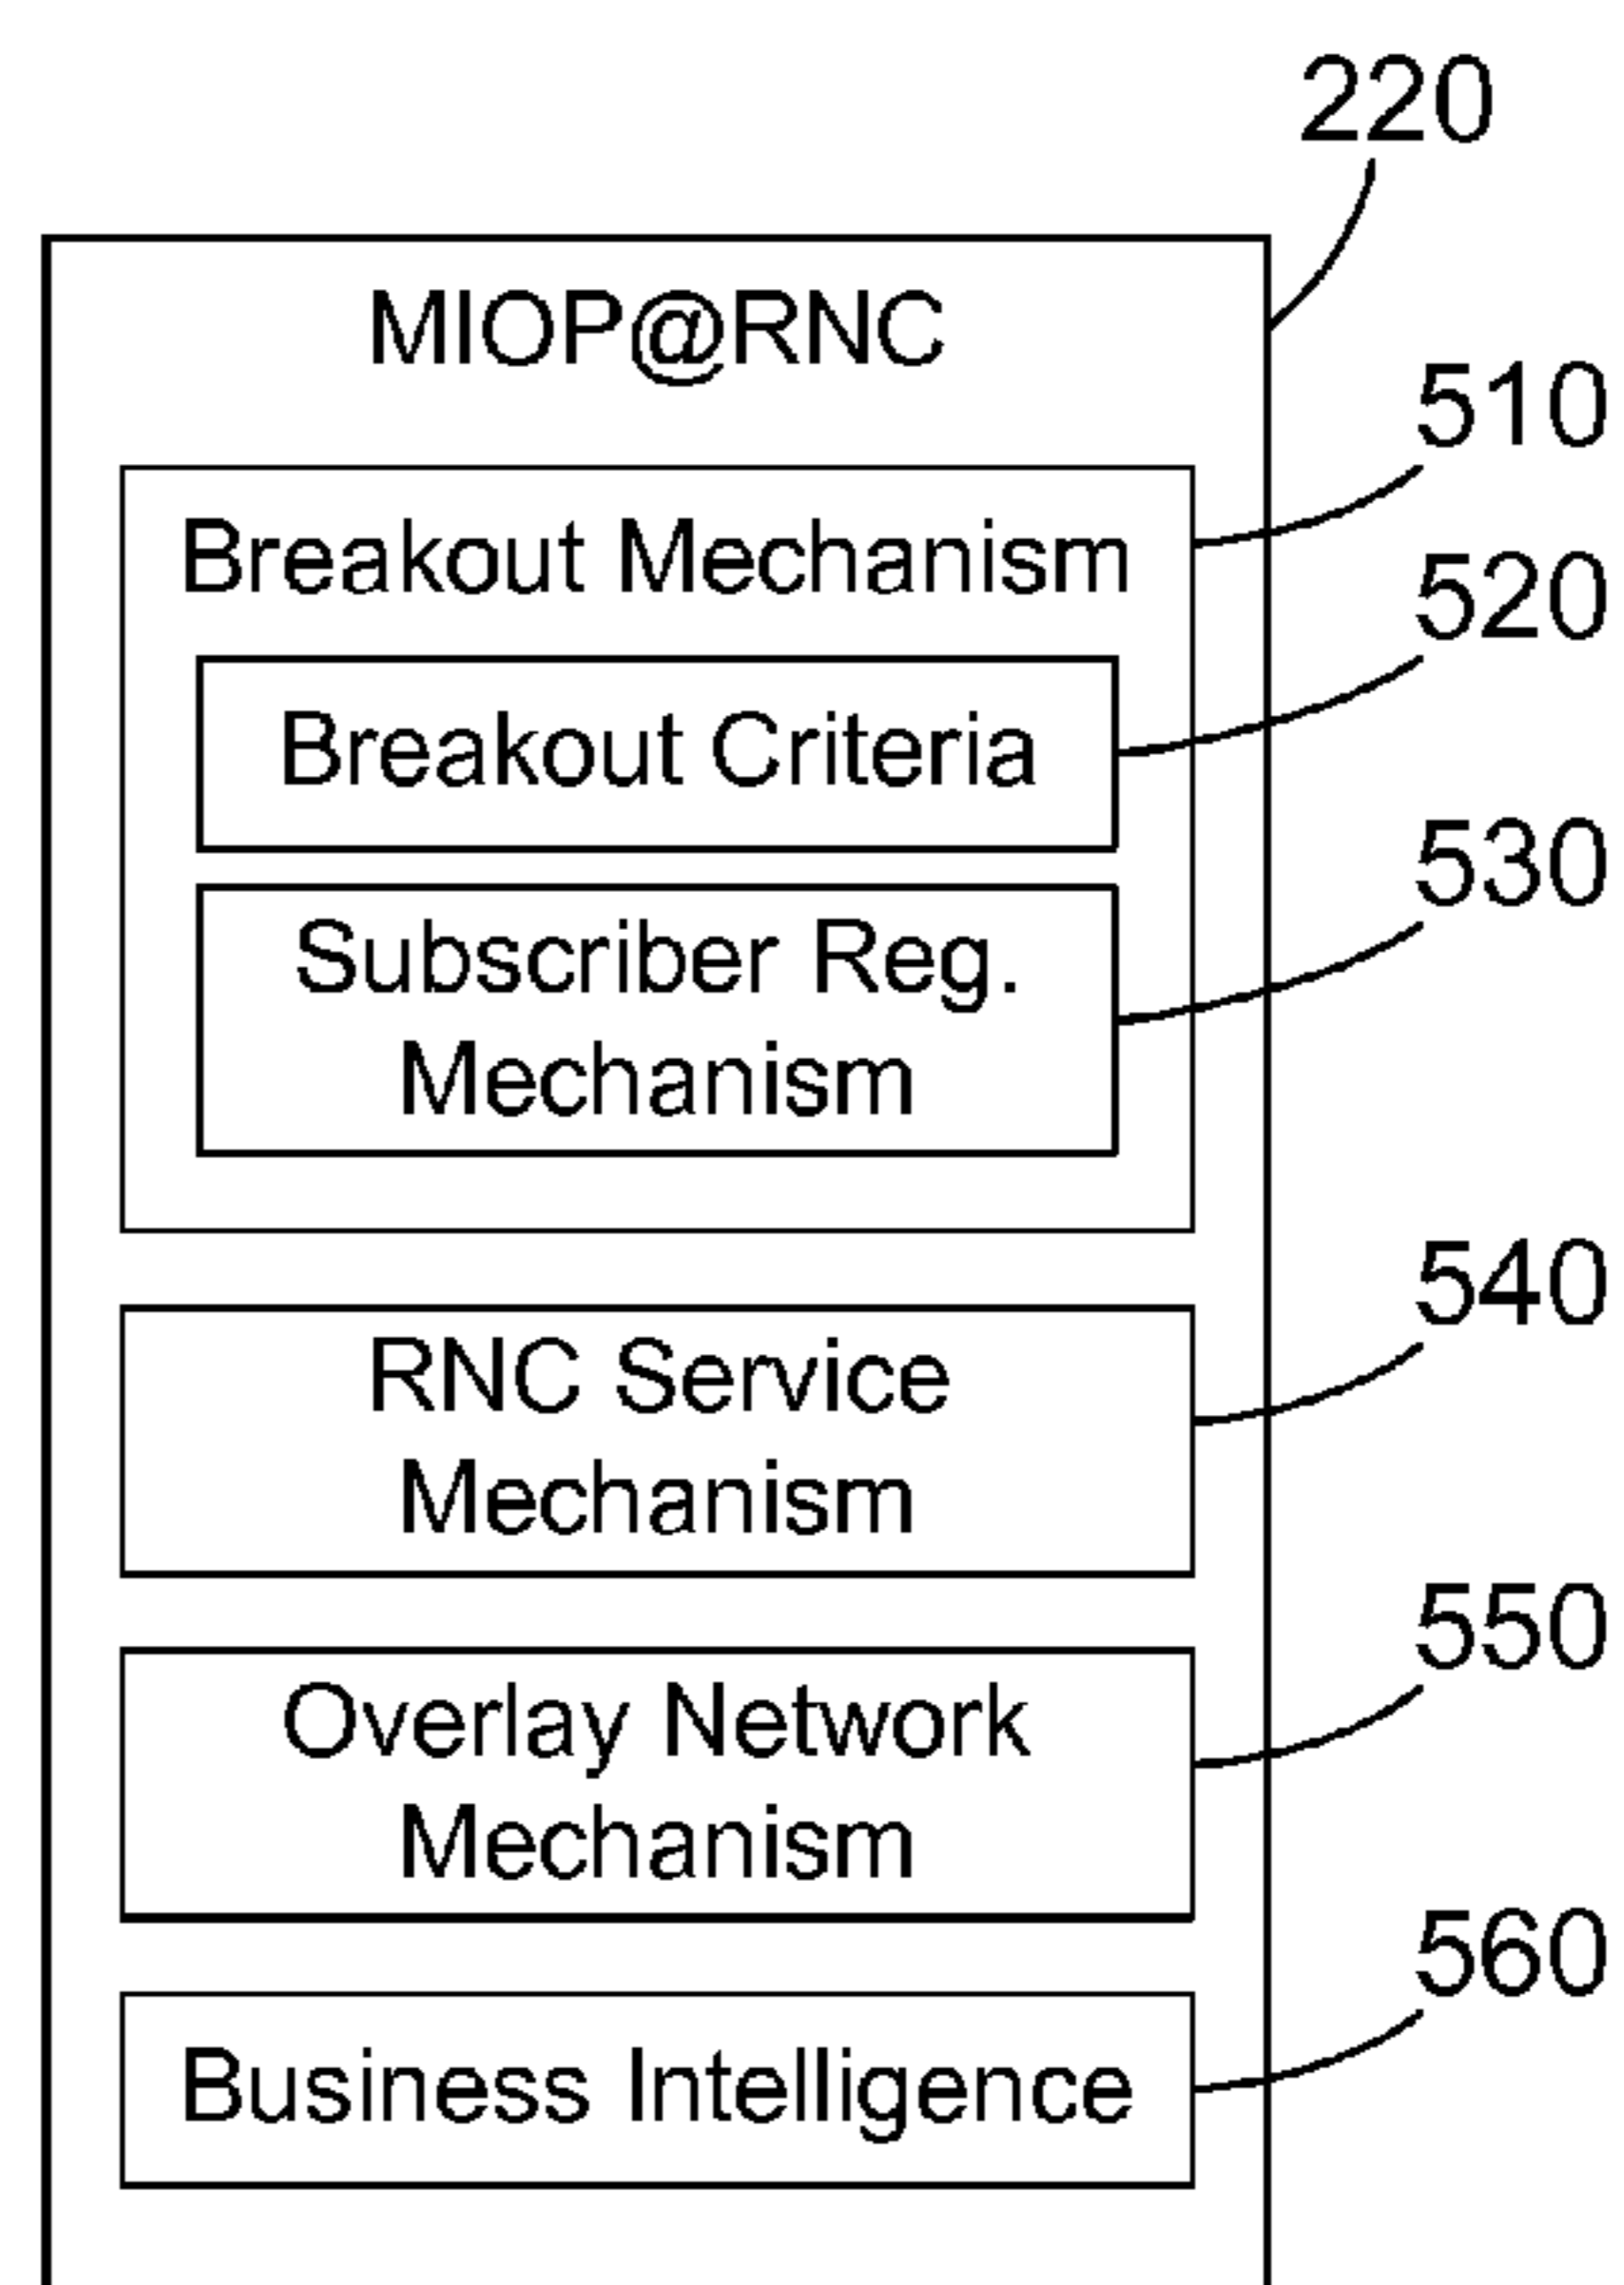 220
MIOP@RNC
510
Breakout Mechanism
520
Breakout Criteria
530
Subscriber Reg.
Mechanism
540
RNC Service
Mechanism
550
Overlay Network
Mechanism
560
Business Intelligence